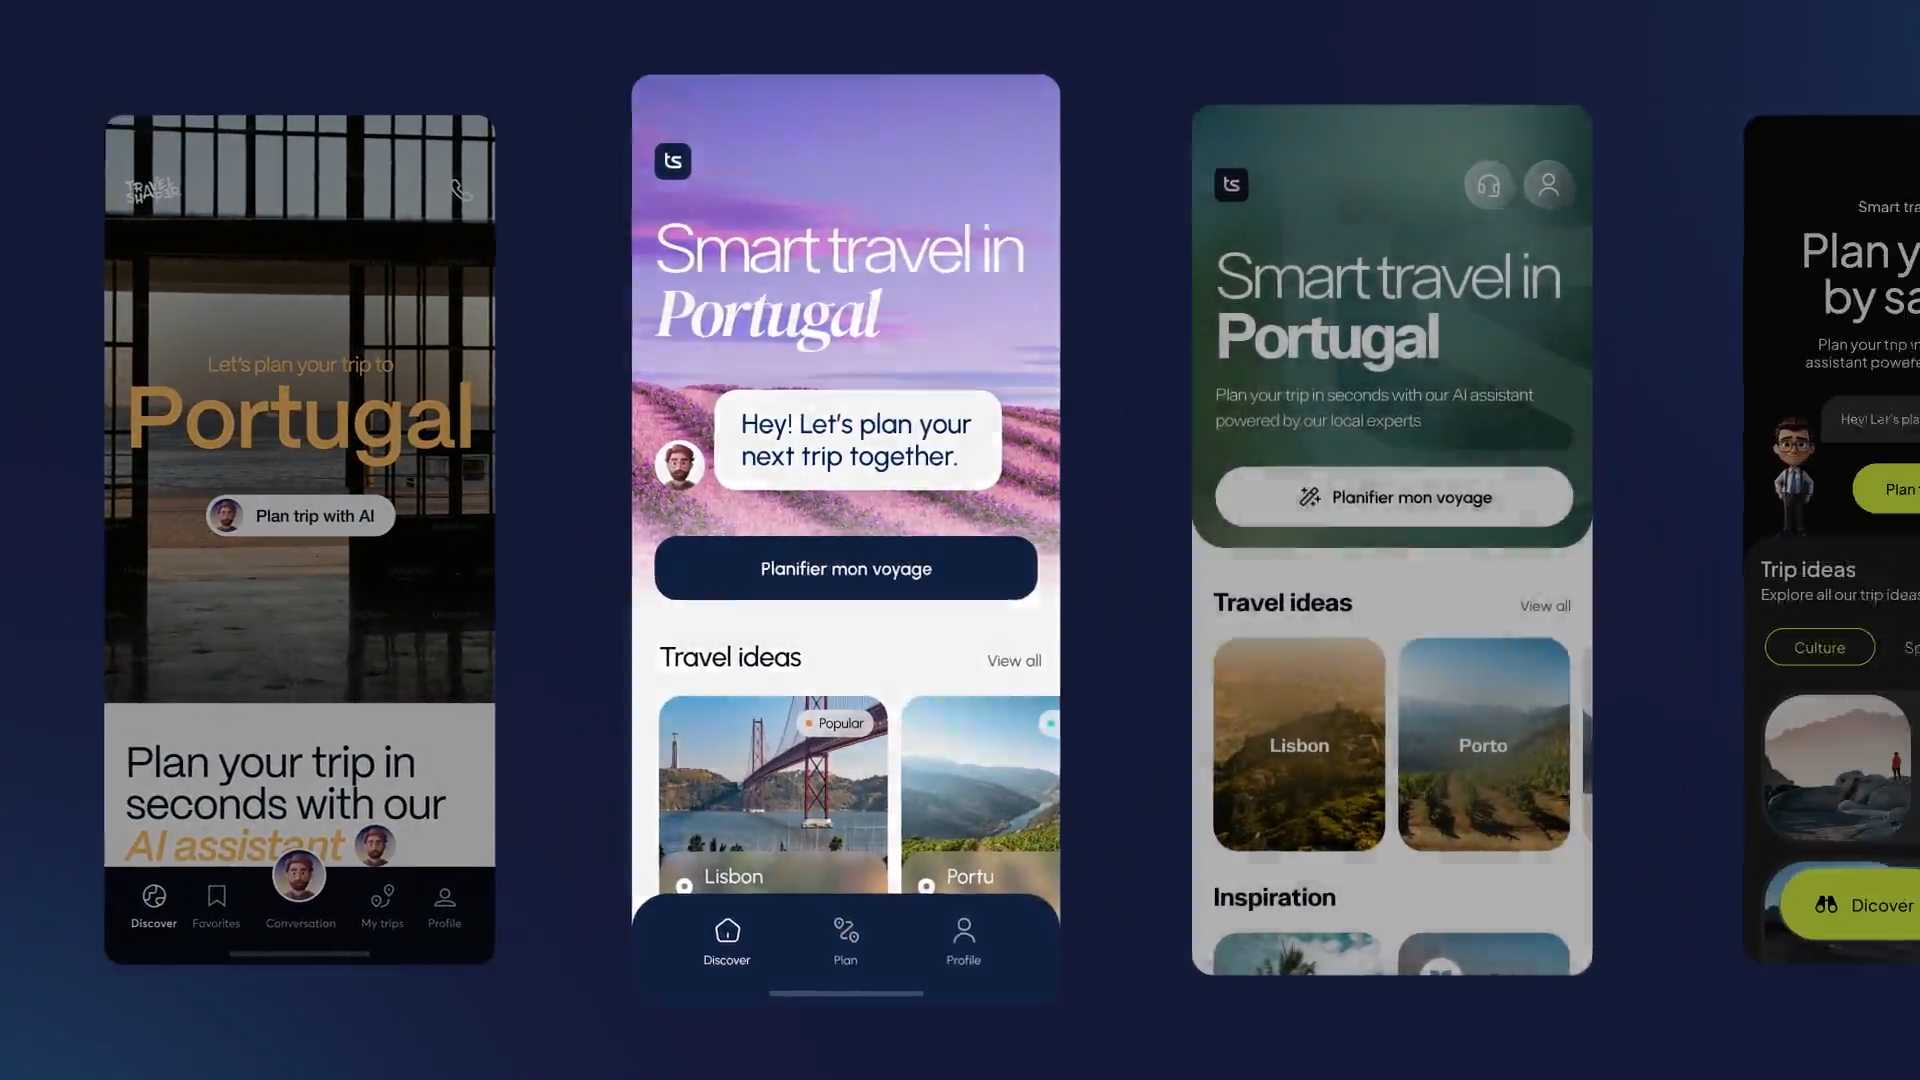 TRAVEL
SHAPER
Let's plan your trip to
Portugal
Plan trip with AI
Plan your trip in
seconds with our
AI assistant
Discover
Favorites
Conversation
My trips
Profile
ts
Smart travel in
Portugal
Hey! Let's plan your
next trip together.
Planifier mon voyage
Travel ideas
View all
Popular
Lisbon
Portu
Discover
Plan
Profile
ts
Smart travel in
Portugal
Plan your trip in seconds with our AI assistant
powered by our local experts
Planifier mon voyage
Travel ideas
View all
Lisbon
Porto
Inspiration
Smart tra
Plan y
by sa
Plan your trip in
assistant powere
Hey! Let's pla
Plan
Trip ideas
Explore all our trip ideas
Culture
Sp
Dicover